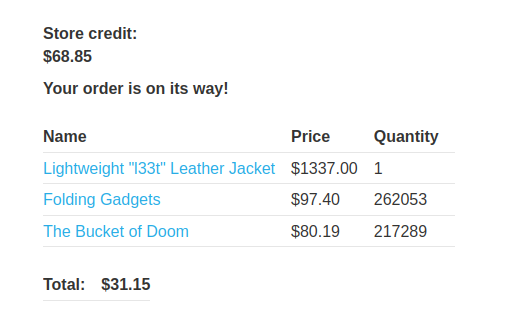 Store credit:
$68.85
Your order is on its way!
Name Price Quantity
Lightweight "l33t" Leather Jacket $1337.00 1
Folding Gadgets $97.40 262053
The Bucket of Doom $80.19 217289
Total: $31.15